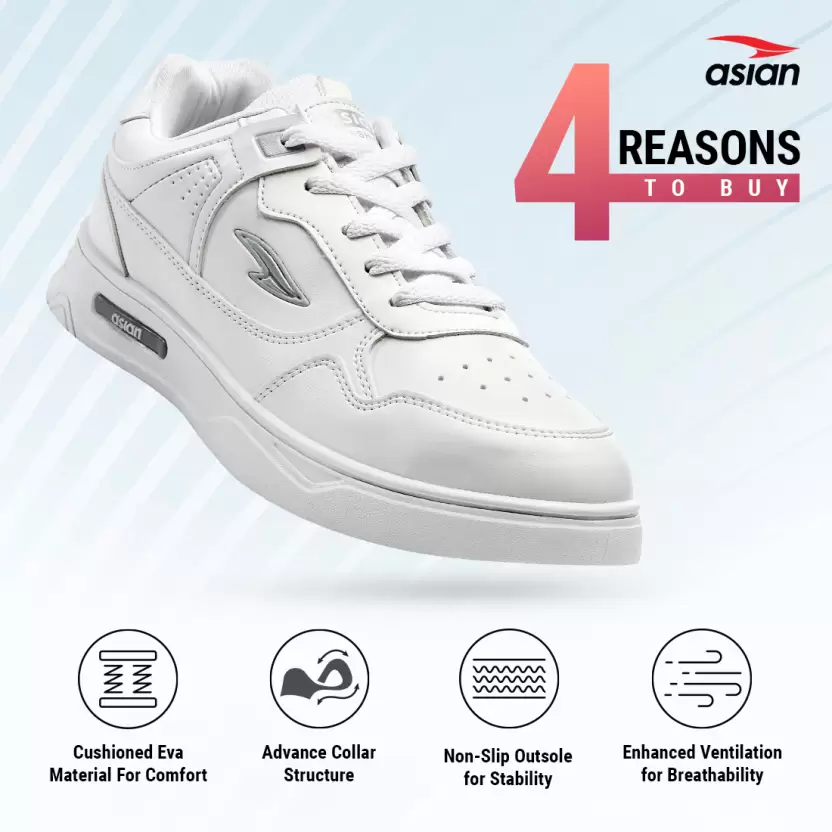 asian
4 REASONS
TO BUY
asian
Cushioned Eva
Material For Comfort
Advance Collar
Structure
Non-Slip Outsole
for Stability
Enhanced Ventilation
for Breathability